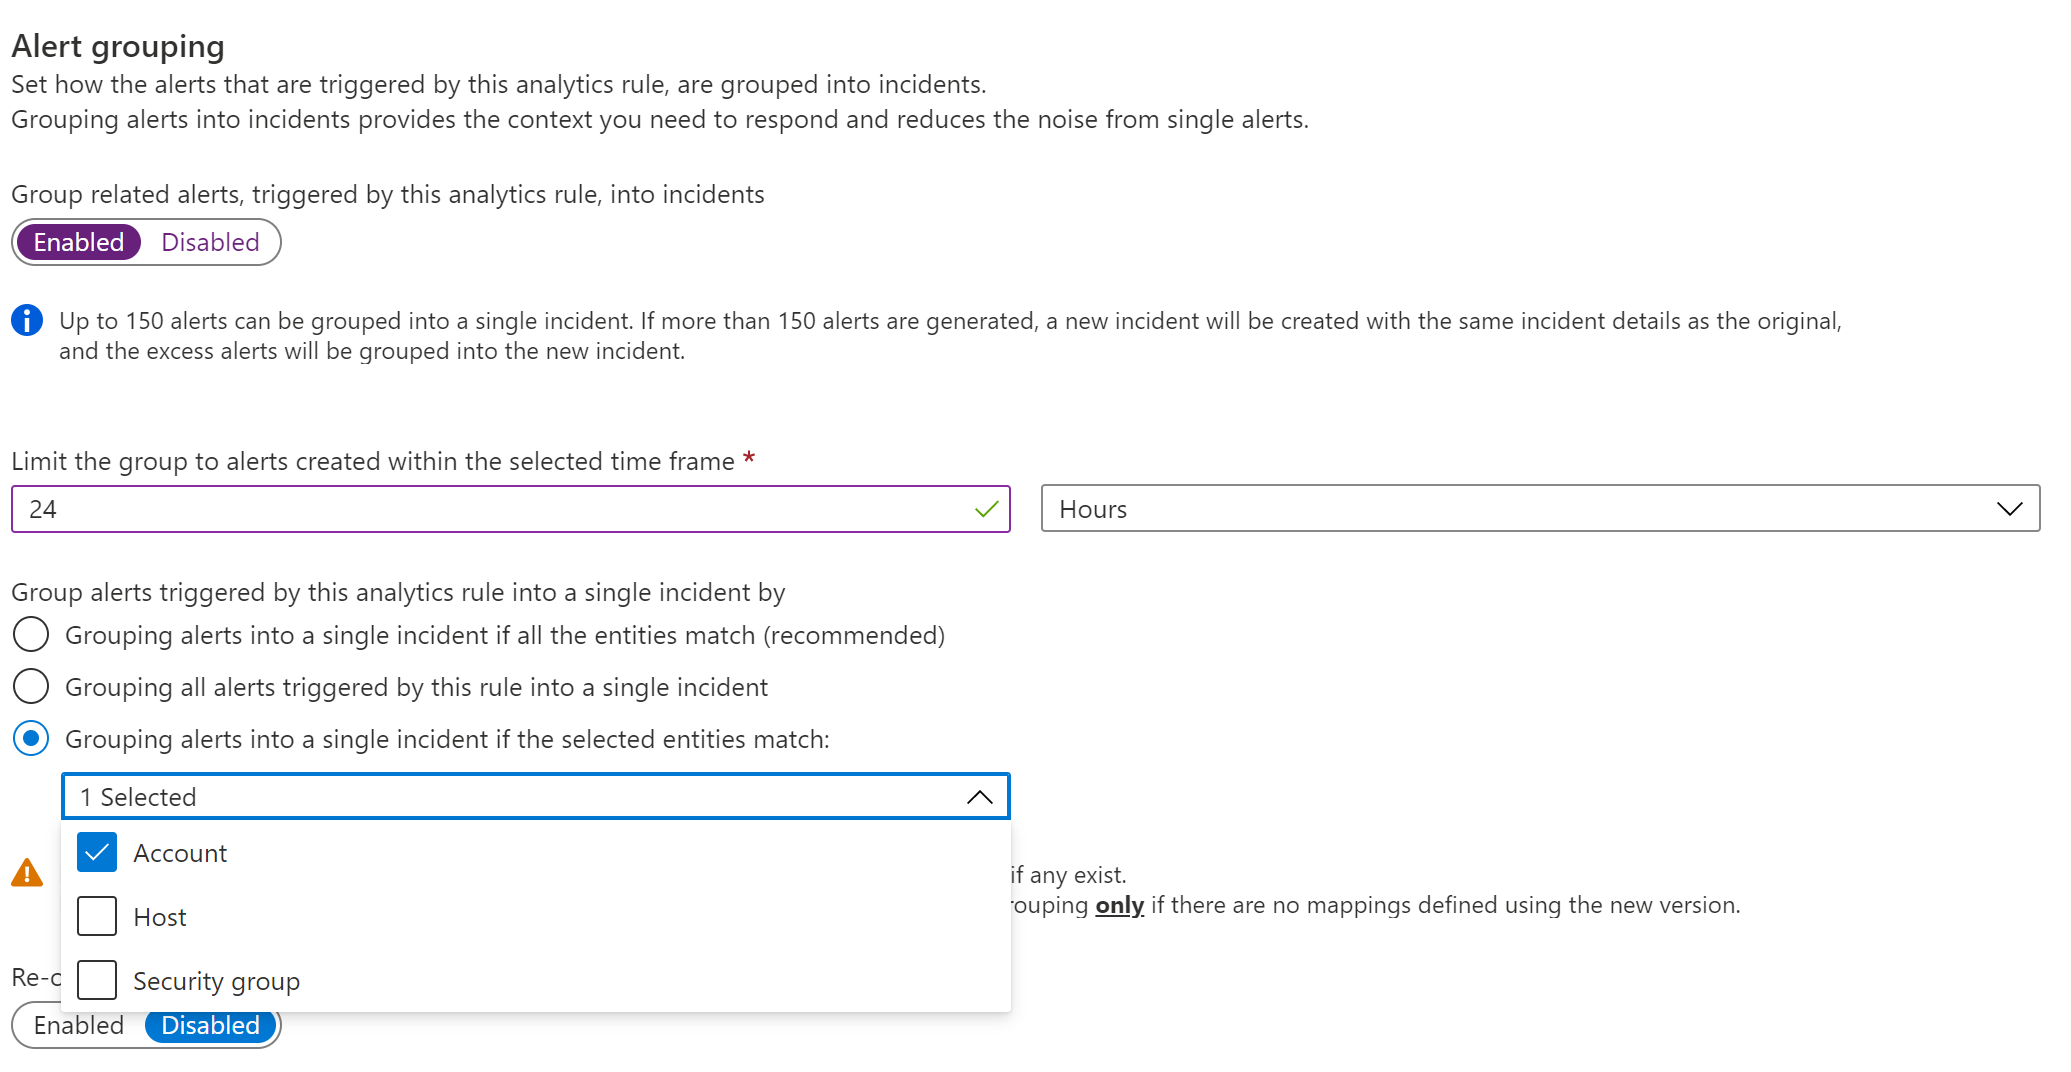 Alert grouping
Set how the alerts that are triggered by this analytics rule, are grouped into incidents.
Grouping alerts into incidents provides the context you need to respond and reduces the noise from single alerts.
Group related alerts, triggered by this analytics rule, into incidents
Enabled Disabled
Up to 150 alerts can be grouped into a single incident. If more than 150 alerts are generated, a new incident will be created with the same incident details as the original,
and the excess alerts will be grouped into the new incident.
Limit the group to alerts created within the selected time frame *
24 Hours
Group alerts triggered by this analytics rule into a single incident by
Grouping alerts into a single incident if all the entities match (recommended)
Grouping all alerts triggered by this rule into a single incident
Grouping alerts into a single incident if the selected entities match:
1 Selected
Account
if any exist.
only if there are no mappings defined using the new version.
Host
Security group
Enabled Disabled